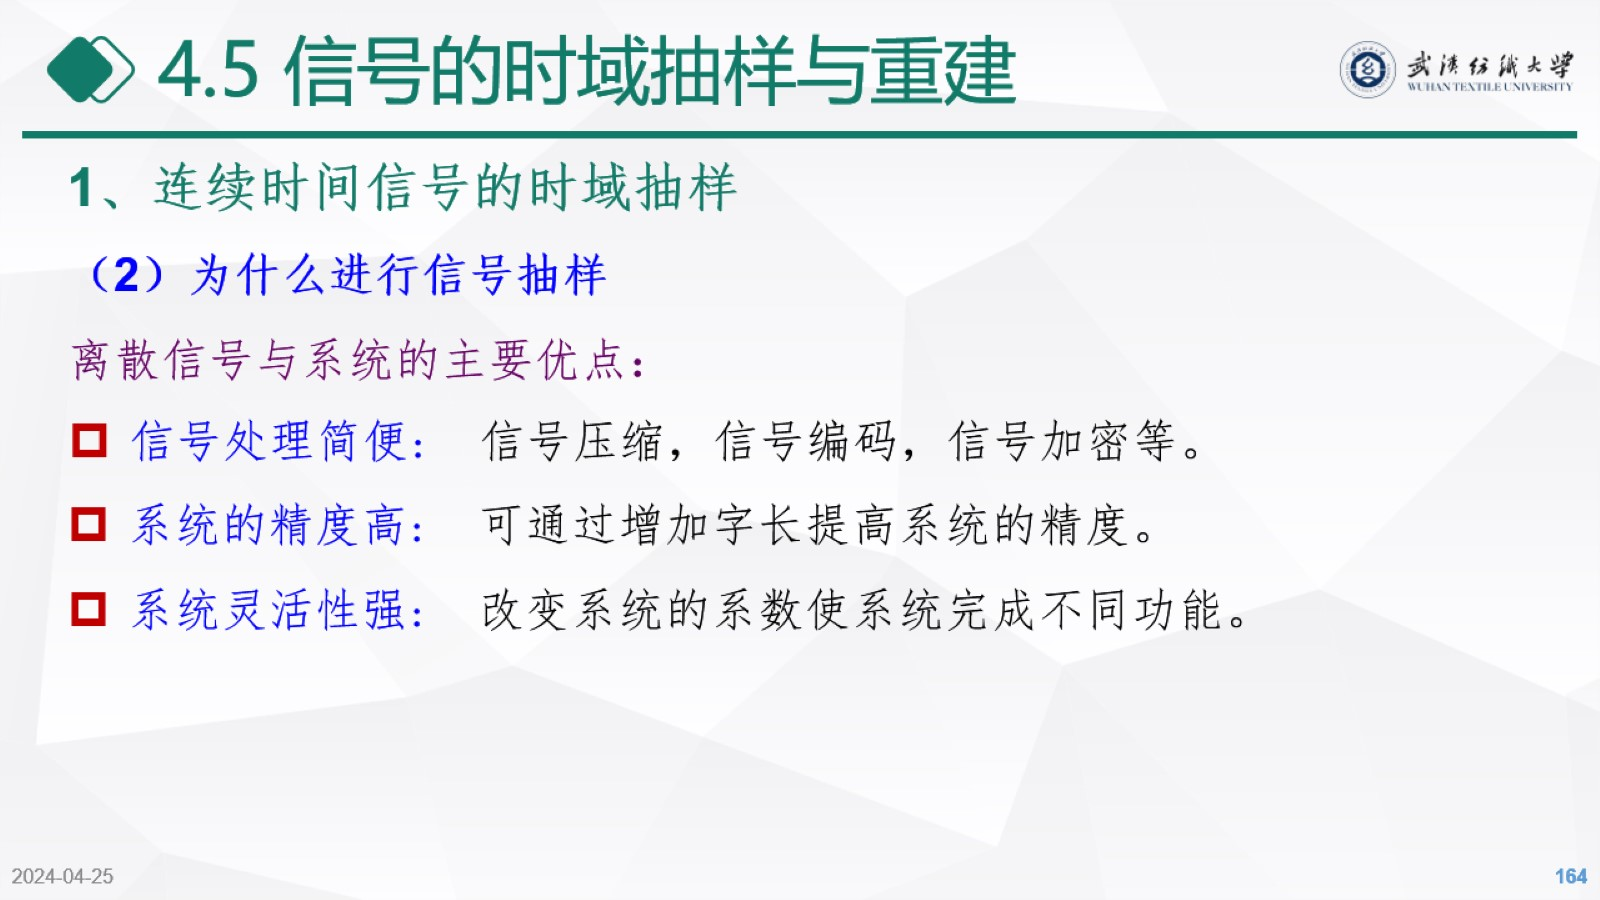 4.5 信号的时域抽样与重建
武汉纺织大学
WUHAN TEXTILE UNIVERSITY
1、连续时间信号的时域抽样
（2）为什么进行信号抽样
离散信号与系统的主要优点：
信号处理简便： 信号压缩，信号编码，信号加密等。
系统的精度高： 可通过增加字长提高系统的精度。
系统灵活性强： 改变系统的系数使系统完成不同功能。
2024-04-25
164